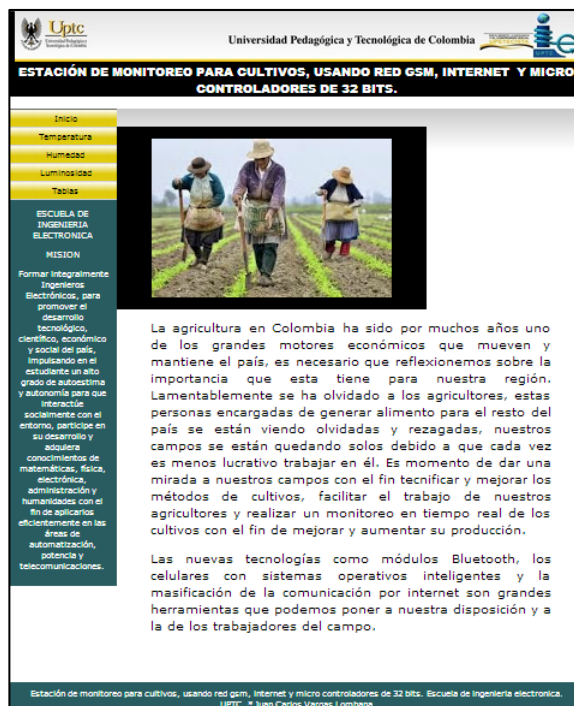 Uptc
Universidad Pedagógica y
Tecnológica de Colombia
Universidad Pedagógica y Tecnológica de Colombia
ESTACIÓN DE MONITOREO PARA CULTIVOS, USANDO RED GSM, INTERNET Y MICRO
CONTROLADORES DE 32 BITS.
Inicio
Temperatura
Humedad
Luminosidad
Tablas
ESCUELA DE
INGENIERIA
ELECTRONICA
MISION
Formar integralmente
Ingenieros
Electrónicos, para
promover el
desarrollo
tecnológico,
científico, económico
y social del país,
impulsando en el
estudiante un alto
grado de autoestima
y autonomía para que
interactúe
socialmente con el
entorno, participe en
su desarrollo y
adquiera
conocimientos de
matemáticas, física,
electrónica,
administración y
humanidades con el
fin de aplicarlos
eficientemente en las
áreas de
automatización,
potencia y
telecomunicaciones.
La agricultura en Colombia ha sido por muchos años uno
de los grandes motores económicos que mueven y
mantiene el país, es necesario que reflexionemos sobre la
importancia que esta tiene para nuestra región.
Lamentablemente se ha olvidado a los agricultores, estas
personas encargadas de generar alimento para el resto del
país se están viendo olvidadas y rezagadas, nuestros
campos se están quedando solos debido a que cada vez
es menos lucrativo trabajar en él. Es momento de dar una
mirada a nuestros campos con el fin tecnificar y mejorar los
métodos de cultivos, facilitar el trabajo de nuestros
agricultores y realizar un monitoreo en tiempo real de los
cultivos con el fin de mejorar y aumentar su producción.
Las nuevas tecnologías como módulos Bluetooth, los
celulares con sistemas operativos inteligentes y la
masificación de la comunicación por internet son grandes
herramientas que podemos poner a nuestra disposición y a
la de los trabajadores del campo.
Estación de monitoreo para cultivos, usando red gsm, internet y micro controladores de 32 bits. Escuela de ingenieria electronica.
UPTC. * Juan Carlos Vargas Lombana